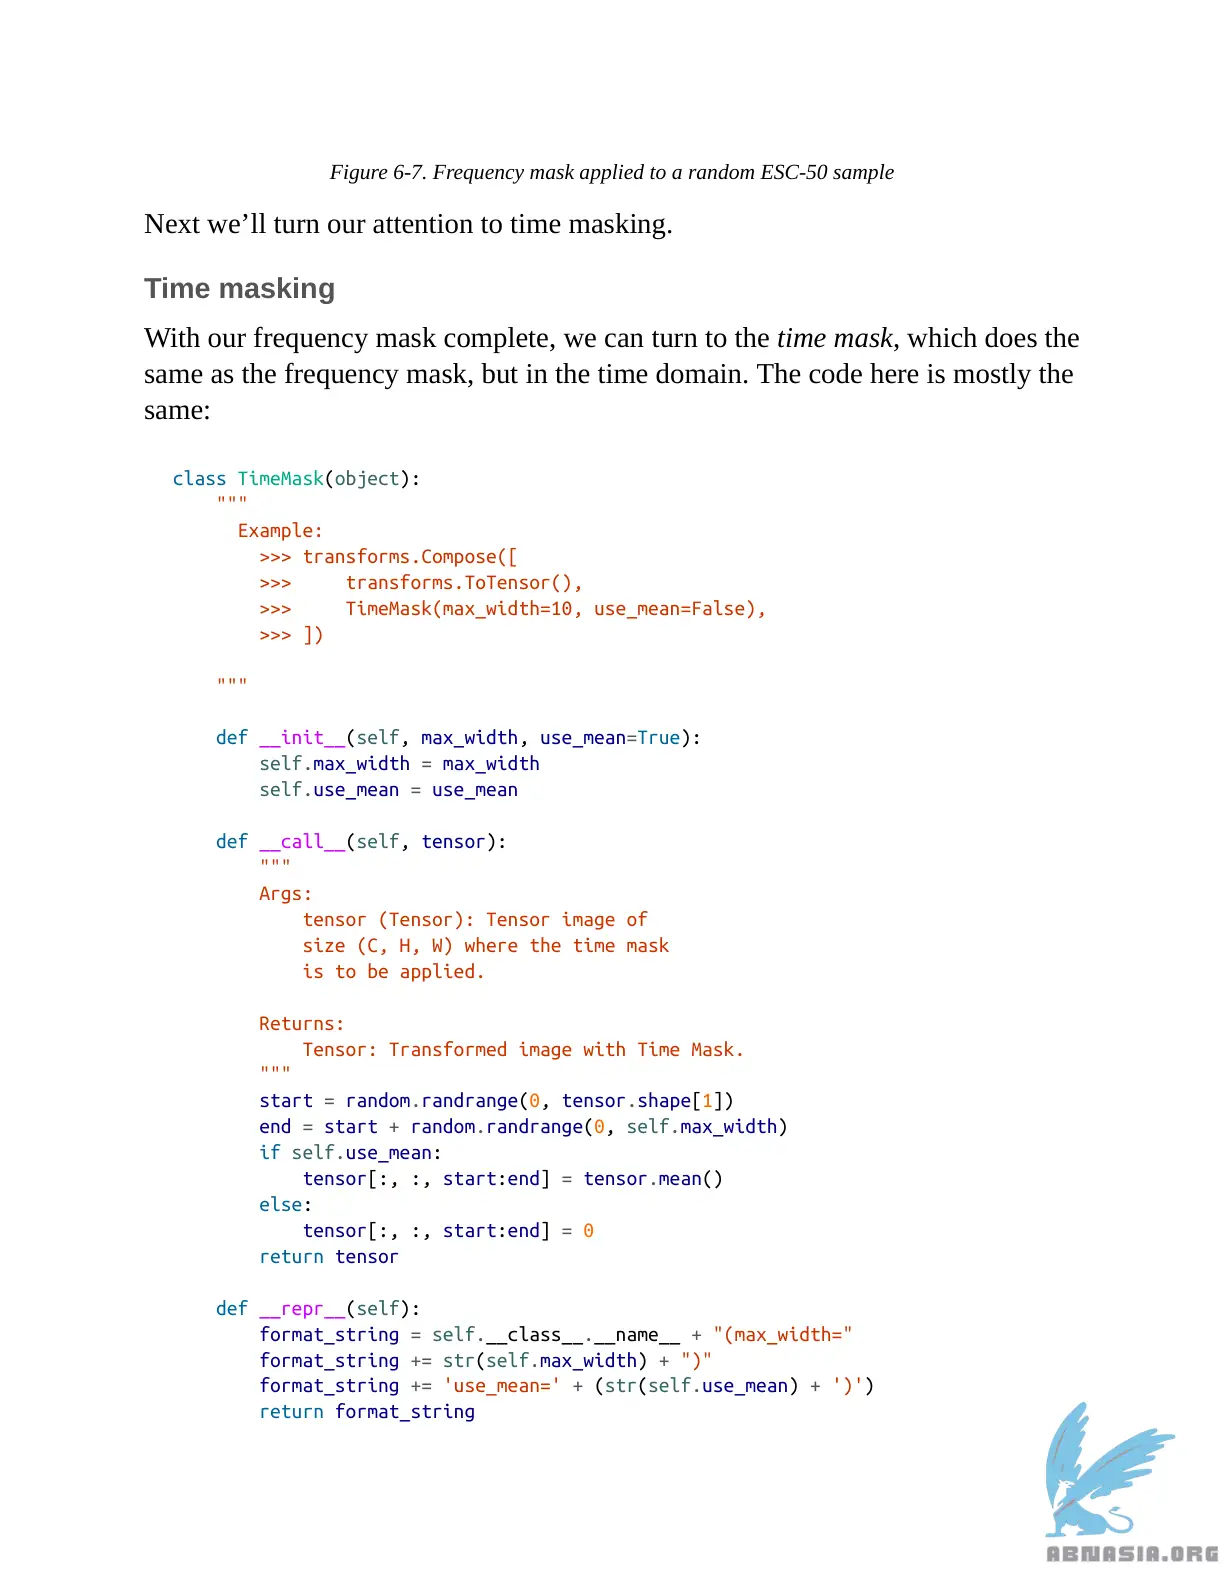 Figure 6-7. Frequency mask applied to a random ESC-50 sample
Next we’ll turn our attention to time masking.
Time masking
With our frequency mask complete, we can turn to the time mask, which does the
same as the frequency mask, but in the time domain. The code here is mostly the
same:
class TimeMask(object):
    """
      Example:
        >>> transforms.Compose([
        >>>     transforms.ToTensor(),
        >>>     TimeMask(max_width=10, use_mean=False),
        >>> ])

    """

    def __init__(self, max_width, use_mean=True):
        self.max_width = max_width
        self.use_mean = use_mean

    def __call__(self, tensor):
        """
        Args:
            tensor (Tensor): Tensor image of
            size (C, H, W) where the time mask
            is to be applied.

        Returns:
            Tensor: Transformed image with Time Mask.
        """
        start = random.randrange(0, tensor.shape[1])
        end = start + random.randrange(0, self.max_width)
        if self.use_mean:
            tensor[:, :, start:end] = tensor.mean()
        else:
            tensor[:, :, start:end] = 0
        return tensor

    def __repr__(self):
        format_string = self.__class__.__name__ + "(max_width="
        format_string += str(self.max_width) + ")"
        format_string += 'use_mean=' + (str(self.use_mean) + ')')
        return format_string
ABNASIA.ORG